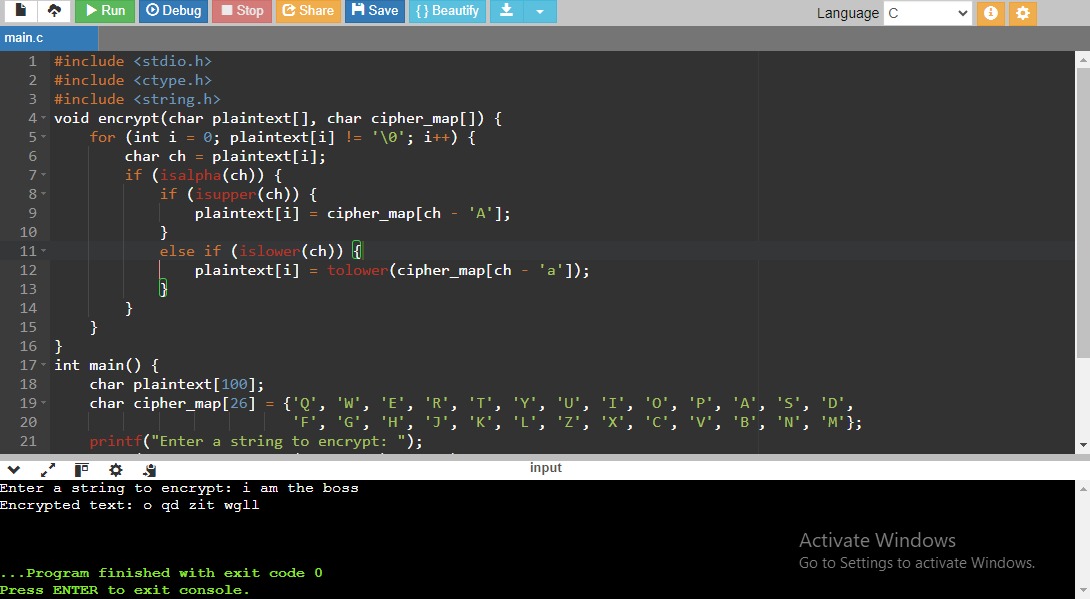 Run Debug Stop Share Save { } Beautify Language C
main.c
1 #include <stdio.h>
2 #include <ctype.h>
3 #include <string.h>
4 void encrypt(char plaintext[], char cipher_map[]) {
5 for (int i = 0; plaintext[i] != '\0'; i++) {
6 char ch = plaintext[i];
7 if (isalpha(ch)) {
8 if (isupper(ch)) {
9 plaintext[i] = cipher_map[ch - 'A'];
10 }
11 else if (islower(ch)) {
12 plaintext[i] = tolower(cipher_map[ch - 'a']);
13 }
14 }
15 }
16 }
17 int main() {
18 char plaintext[100];
19 char cipher_map[26] = {'Q', 'W', 'E', 'R', 'T', 'Y', 'U', 'I', 'O', 'P', 'A', 'S', 'D',
20 'F', 'G', 'H', 'J', 'K', 'L', 'Z', 'X', 'C', 'V', 'B', 'N', 'M'};
21 printf("Enter a string to encrypt: ");
input
Enter a string to encrypt: i am the boss
Encrypted text: o qd zit wgll
Activate Windows
Go to Settings to activate Windows.
...Program finished with exit code 0
Press ENTER to exit console.